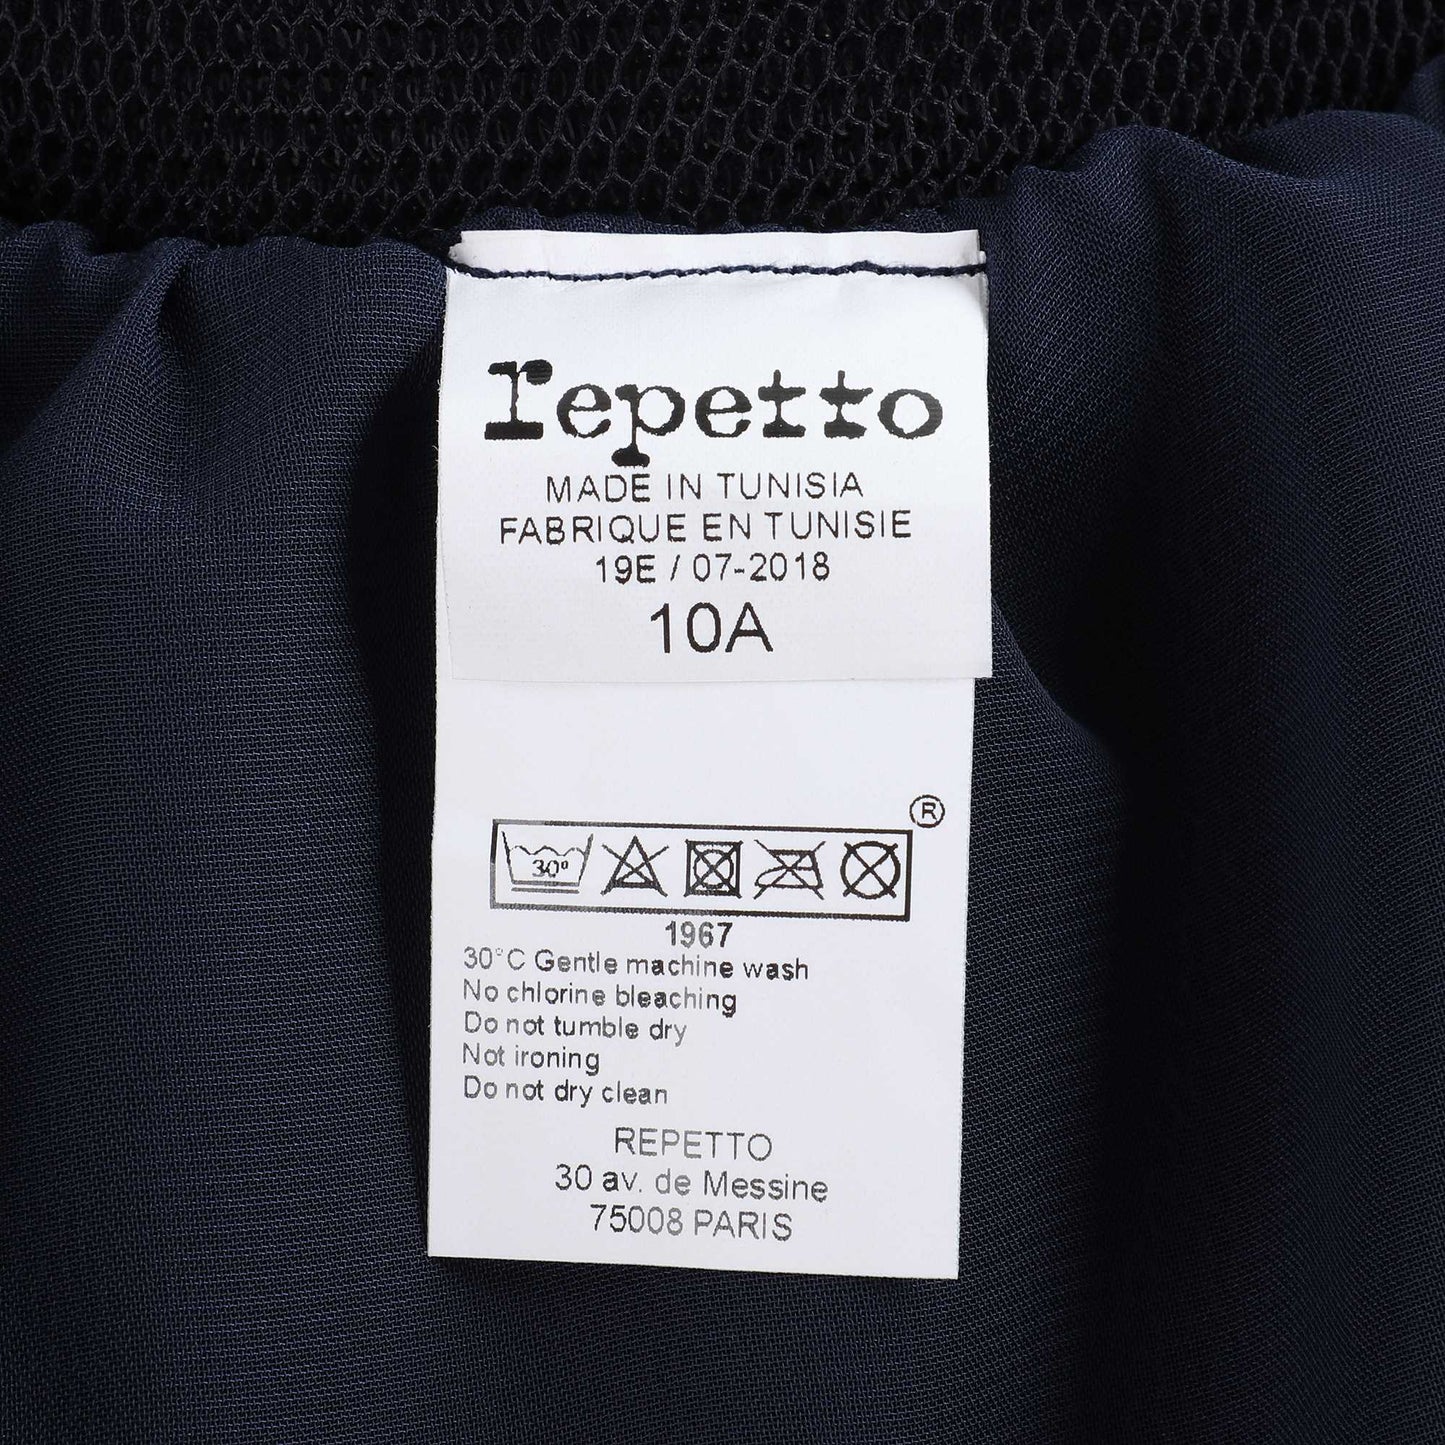 repetto
MADE IN TUNISIA
FABRIQUE EN TUNISIE
19E / 07-2018
10A
®
30°
1967
30°C Gentle machine wash
No chlorine bleaching
Do not tumble dry
Not ironing
Do not dry clean
REPETTO
30 av. de Messine
75008 PARIS